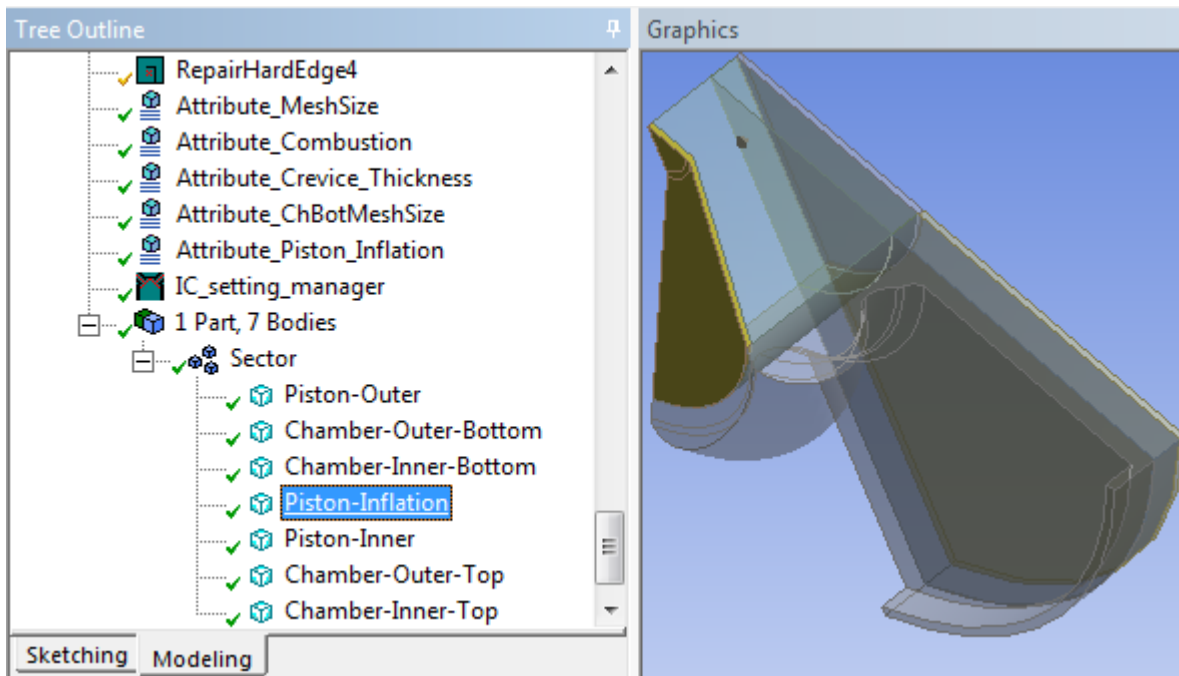 Tree Outline
Graphics
RepairHardEdge4
Attribute_MeshSize
Attribute_Combustion
Attribute_Crevice_Thickness
Attribute_ChBotMeshSize
Attribute_Piston_Inflation
IC_setting_manager
1 Part, 7 Bodies
Sector
Piston-Outer
Chamber-Outer-Bottom
Chamber-Inner-Bottom
Piston-Inflation
Piston-Inner
Chamber-Outer-Top
Chamber-Inner-Top
Sketching Modeling